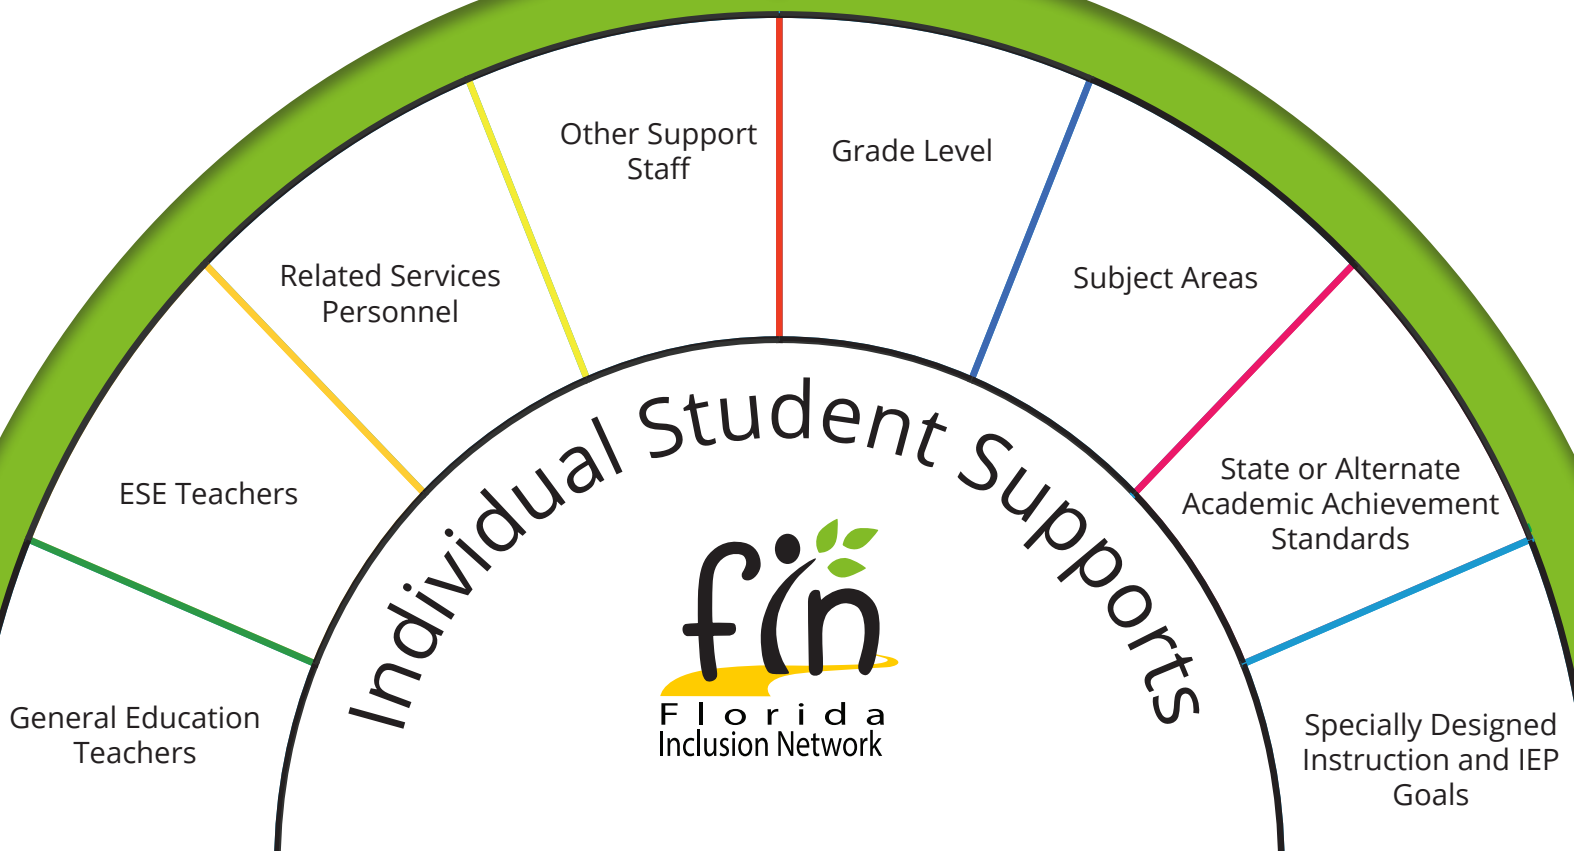 Other Support
Staff
Grade Level
Related Services
Personnel
Subject Areas
ESE Teachers
State or Alternate
Academic Achievement
Standards
General Education
Teachers
Specially Designed
Instruction and IEP
Goals
Individual Student Supports
fin
Florida
Inclusion Network